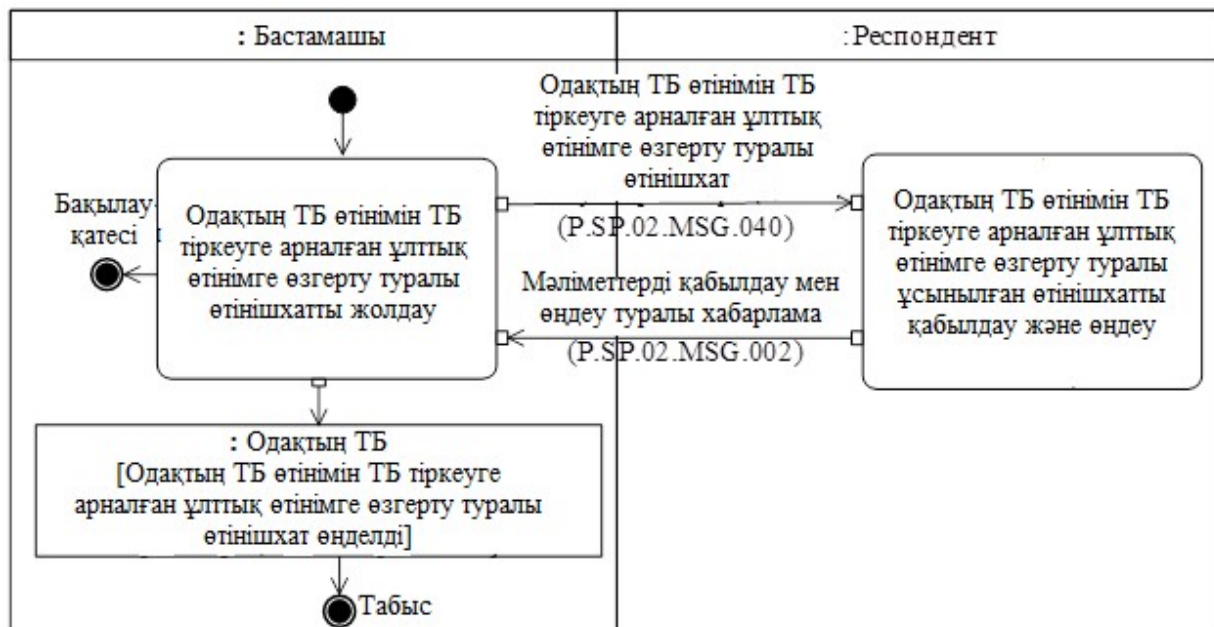 : Бастамашы
:Респондент
Одақтың ТБ өтінімін ТБ
тіркеуге арналған ұлттық
өтінімге өзгерту туралы
өтінішхат
(P.SP.02.MSG.040)
Бақылау
қатесі
Одақтың ТБ өтінімін ТБ
тіркеуге арналған ұлттық
өтінімге өзгерту туралы
өтінішхатты жолдау
Одақтың ТБ өтінімін ТБ
тіркеуге арналған ұлттық
өтінімге өзгерту туралы
ұсынылған өтінішхатты
қабылдау және өңдеу
Мәліметтерді қабылдау мен
өңдеу туралы хабарлама
(P.SP.02.MSG.002)
: Одақтың ТБ
[Одақтың ТБ өтінімін ТБ тіркеуге
арналған ұлттық өтінімге өзгерту туралы
өтінішхат өңделді]
Табыс